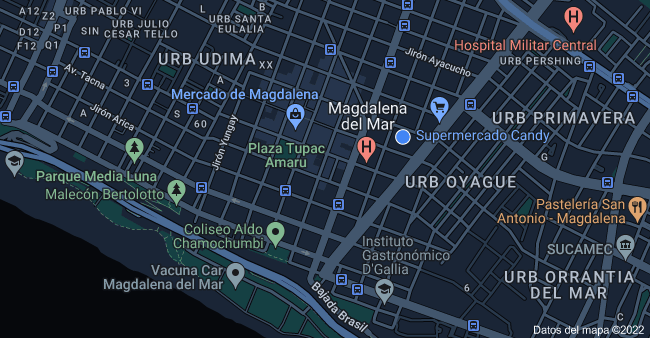 A12
Z2
URB PABLO VI
F10
URB JULIO
SIN CESAR TELLO
URB SANTA
EULALIA
D12
F12
Q10
Hospital Militar Central
URB UDIMA
XX
Jirón Ayacucho
URB PERSHING
Av. Tacna
Mercado de Magdalena
Magdalena
del Mar
Jirón Arica
A
S
60
URB PRIMAVERA
Supermercado Candy
Jirón Yungay
Plaza Tupac
Amaru
G
Parque Media Luna
Malecón Bertolotto
URB OYAGUE
Pastelería San
Antonio - Magdalena
Coliseo Aldo
Chamochumbi
Instituto
Gastronómico
D'Gallia
SUCAMEC
Vacuna Car
Magdalena del Mar
URB ORRANTIA
DEL MAR
6
Bajada Brasil
Datos del mapa ©2022